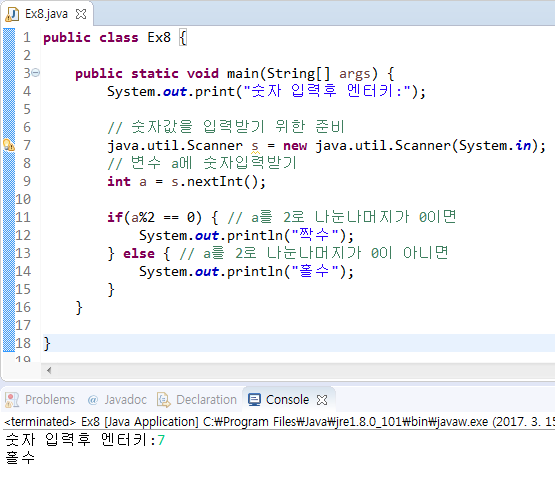 Ex8.java
1 public class Ex8 {
2
3 public static void main(String[] args) {
4 System.out.print("숫자 입력후 엔터키:");
5
6 // 숫자값을 입력받기 위한 준비
7 java.util.Scanner s = new java.util.Scanner(System.in);
8 // 변수 a에 숫자입력받기
9 int a = s.nextInt();
10
11 if(a%2 == 0) { // a를 2로 나눈나머지가 0이면
12 System.out.println("짝수");
13 } else { // a를 2로 나눈나머지가 0이 아니면
14 System.out.println("홀수");
15 }
16 }
17
18 }
19
Problems @ Javadoc Declaration Console
<terminated> Ex8 [Java Application] C:₩Program Files₩Java₩jre1.8.0_101₩bin₩javaw.exe (2017. 3. 15
숫자 입력후 엔터키:7
홀수